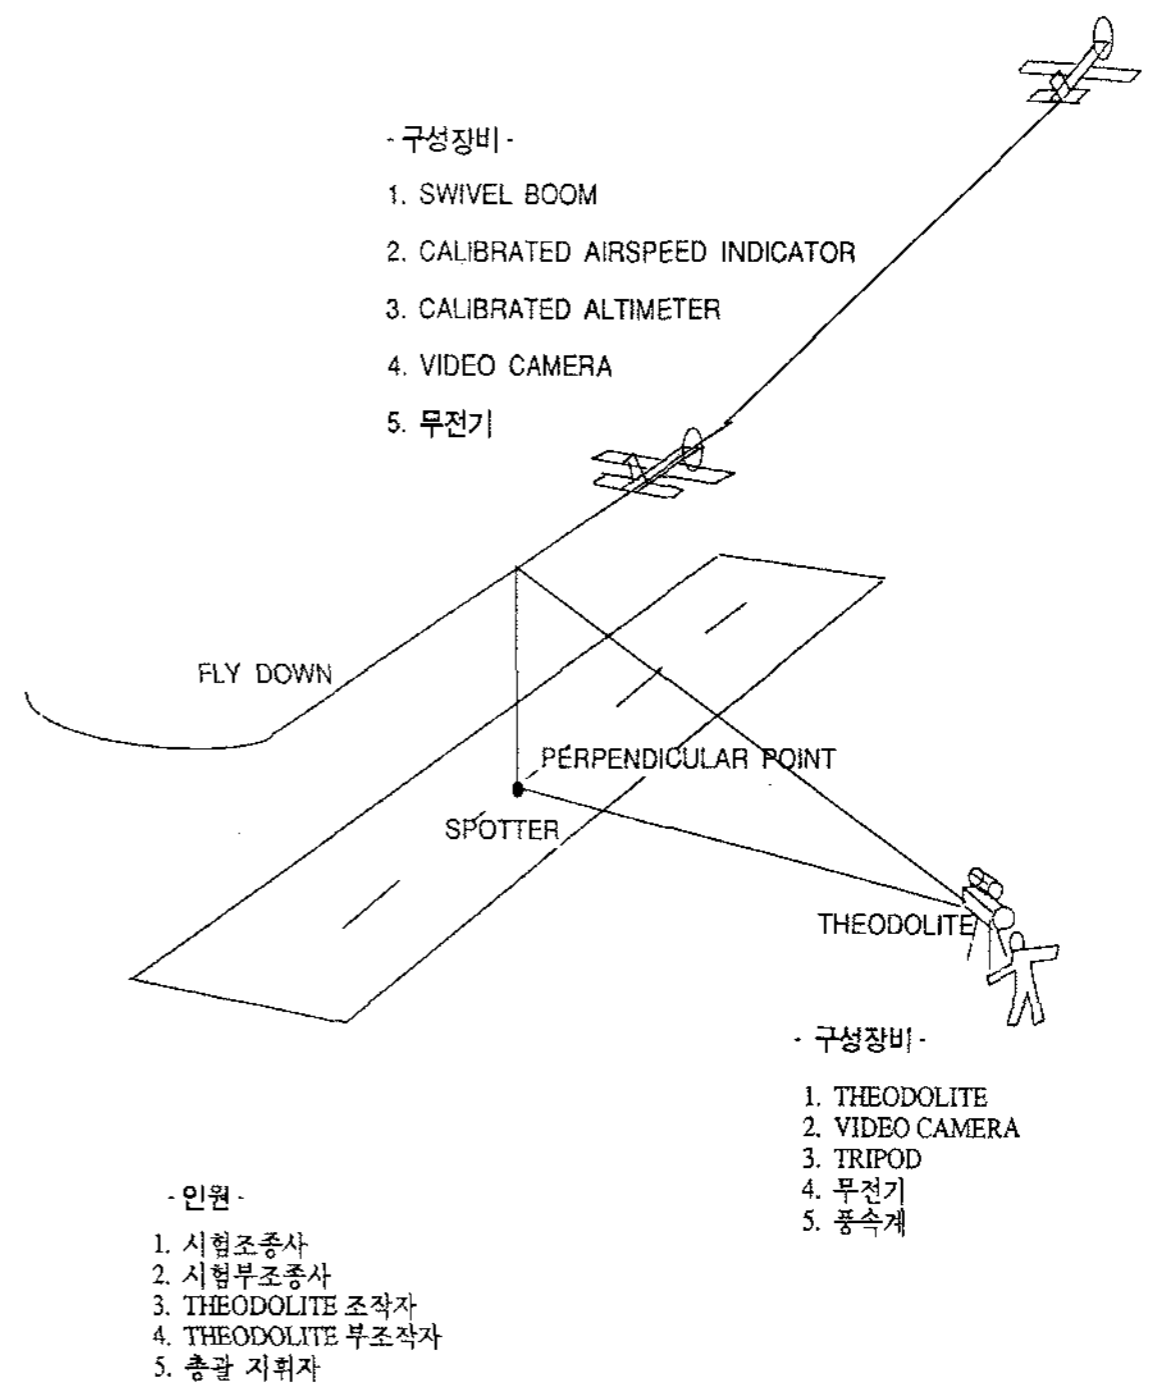 - 구성장비 -
1. SWIVEL BOOM
2. CALIBRATED AIRSPEED INDICATOR
3. CALIBRATED ALTIMETER
4. VIDEO CAMERA
5. 무전기
FLY DOWN
PERPENDICULAR POINT
SPOTTER
THEODOLITE
- 구성장비 -
1. THEODOLITE
2. VIDEO CAMERA
3. TRIPOD
4. 무전기
5. 풍속계
- 인원 -
1. 시험조종사
2. 시험부조종사
3. THEODOLITE 조작자
4. THEODOLITE 부조작자
5. 총괄 지휘자